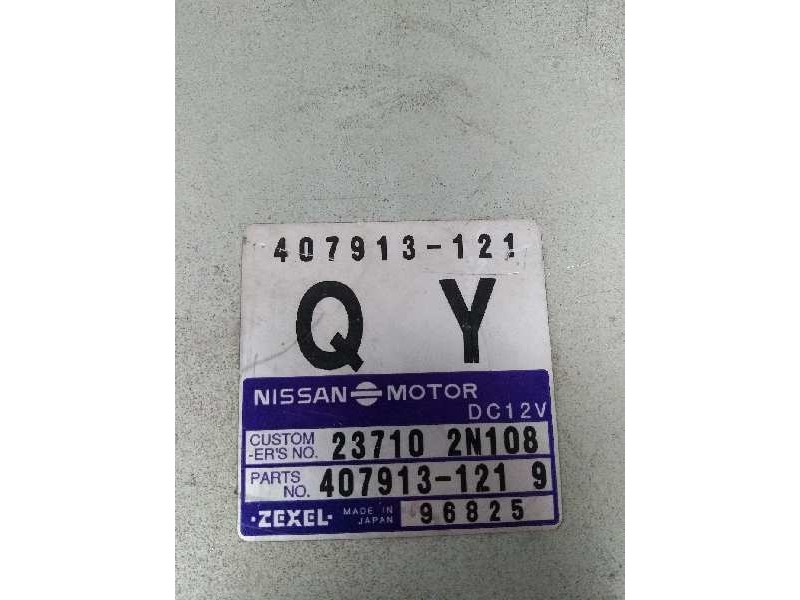 407913-121
Q Y
NISSAN MOTOR
DC12V
CUSTOM -ER'S NO. 23710 2N108
PARTS NO. 407913-121 9
·ZEXEL· MADE IN JAPAN 96825